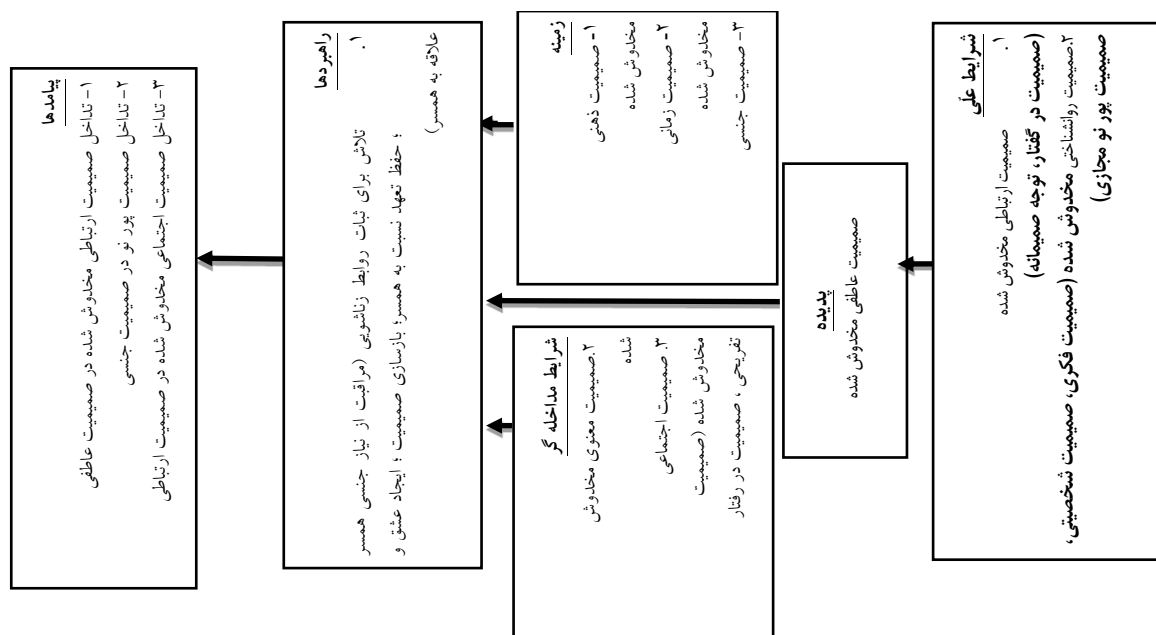 شرایط علّی
۱. صمیمیت ارتباطی مخدوش شده
(صمیمیت در گفتار، توجه صمیمانه)
۲.صمیمیت روانشناختی مخدوش شده (صمیمیت فکری، صمیمیت شخصیتی،
صمیمیت پور نو مجازی)
پدیده
صمیمیت عاطفی مخدوش شده
زمینه
۱- صمیمیت ذهنی
مخدوش شده
۲- صمیمیت زمانی
مخدوش شده
۳- صمیمیت جنسی
شرایط مداخله گر
۲.صمیمیت معنوی مخدوش
شده
۳. صمیمیت اجتماعی
مخدوش شده (صمیمیت
تفریحی ، صمیمیت در رفتار
راهبردها
۱. تلاش برای ثبات روابط زناشویی (مراقبت از نیاز جنسی همسر
؛ حفظ تعهد نسبت به همسر؛ بازسازی صمیمیت ؛ ایجاد عشق و
علاقه به همسر)
پیامدها
۱- تداخل صمیمیت ارتباطی مخدوش شده در صمیمیت عاطفی
۲- تداخل صمیمیت پور نو در صمیمیت جنسی
۳- تداخل صمیمیت اجتماعی مخدوش شده در صمیمیت ارتباطی